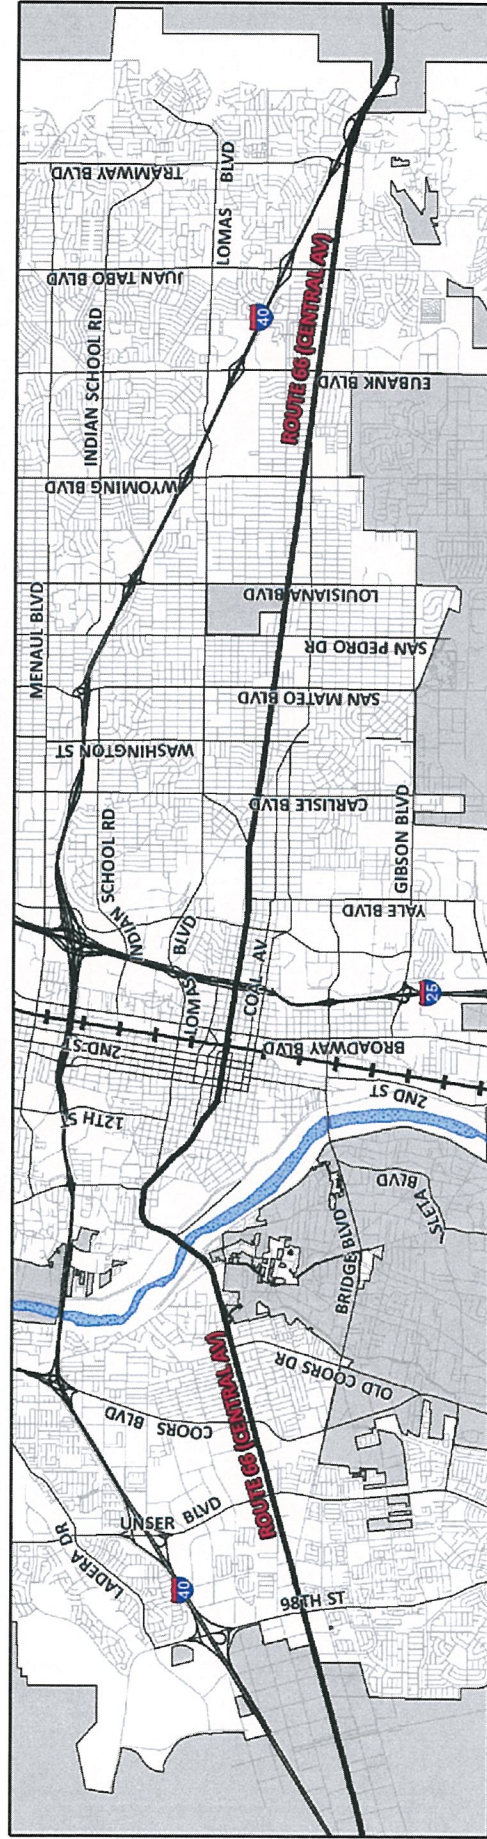 TRAMWAY BLVD
LOMAS BLVD
JUAN TABO BLVD
INDIAN SCHOOL RD
40
ROUTE 66 (CENTRAL AV)
EUBANK BLVD
WYOMING BLVD
LOUISIANA BLVD
MENAUL BLVD
SAN PEDRO DR
SAN MATEO BLVD
WASHINGTON ST
CARLISLE BLVD
INDIAN SCHOOL RD
GIBSON BLVD
YALE BLVD
LOMAS BLVD
COAL AV
25
BROADWAY BLVD
2ND ST
2ND ST
12TH ST
ISLETA BLVD
BRIDGE BLVD
OLD COORS DR
ROUTE 66 (CENTRAL AV)
COORS BLVD
UNSER BLVD
LADERA DR
40
98TH ST